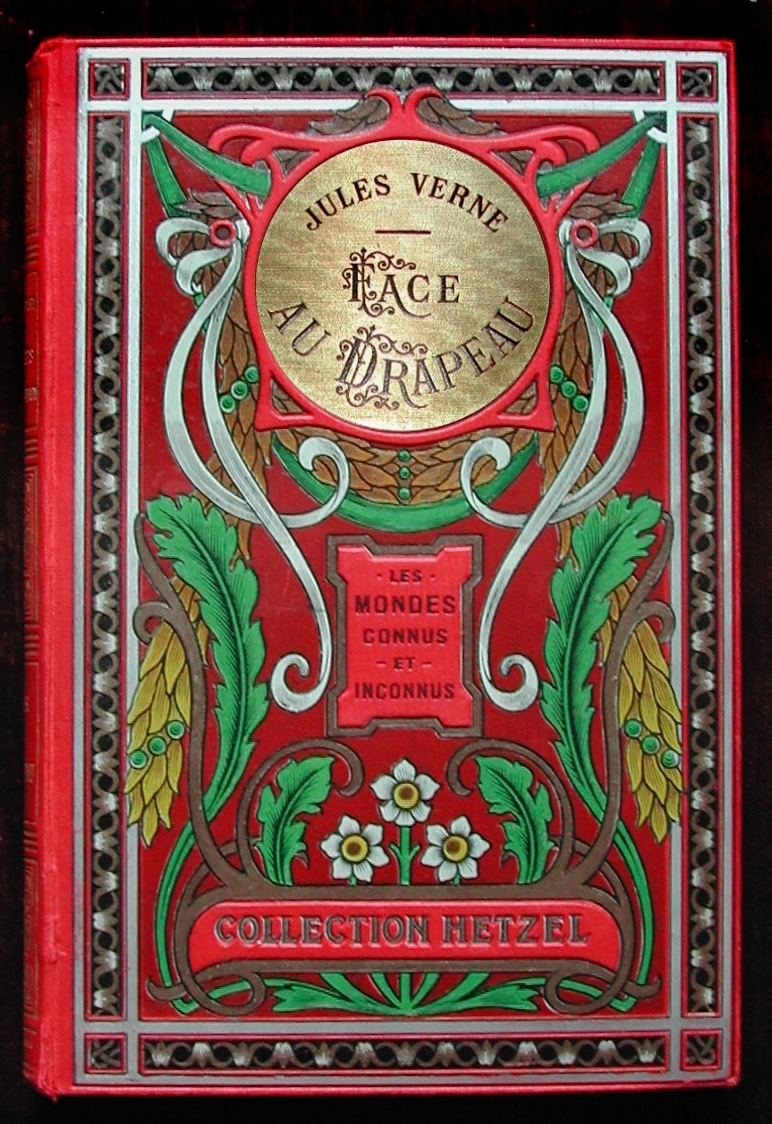 JULES VERNE
FACE
AU DRAPEAU
· LES ·
MONDES
CONNUS
– ET –
INCONNUS
COLLECTION HETZEL